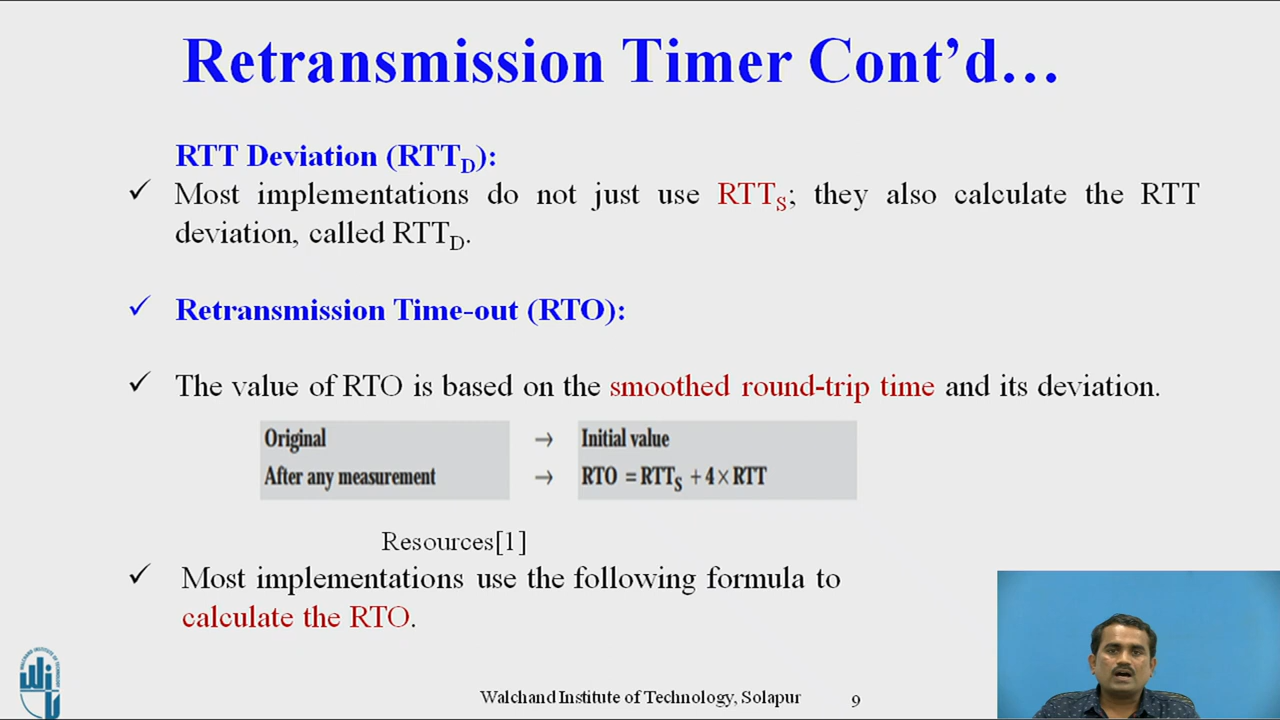 Retransmission Timer Cont’d…
RTT Deviation (RTTD):
✓ Most implementations do not just use RTTS; they also calculate the RTT
deviation, called RTTD.
✓ Retransmission Time-out (RTO):
✓ The value of RTO is based on the smoothed round-trip time and its deviation.
Original → Initial value
After any measurement → RTO = RTTS + 4 × RTT
Resources[1]
✓ Most implementations use the following formula to
calculate the RTO.
Walchand Institute of Technology, Solapur 9